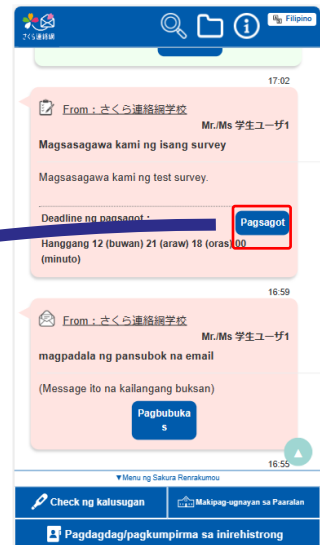 さくら連絡網
Filipino
17:02
From：さくら連絡網学校
Mr./Ms 学生ユーザ1
Magsasagawa kami ng isang survey
Magsasagawa kami ng test survey.
Deadline ng pagsagot :
Pagsagot
Hanggang 12 (buwan) 21 (araw) 18 (oras) 00
(minuto)
16:59
From：さくら連絡網学校
Mr./Ms 学生ユーザ1
magpadala ng pansubok na email
(Message ito na kailangang buksan)
Pagbubuka
s
16:55
▼Menu ng Sakura Renrakumou
Check ng kalusugan
Makipag-ugnayan sa Paaralan
Pagdagdag/pagkumpirma sa inirehistrong